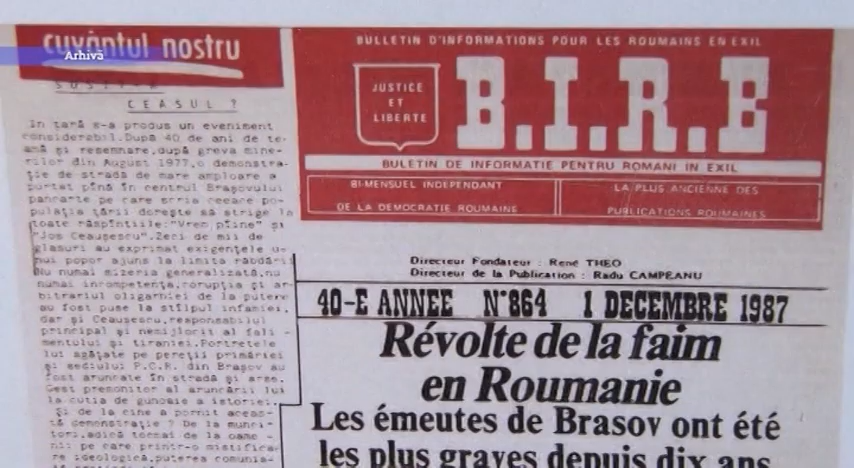 Arhivă
cuvântul nostru
SOSIT-A
CEASUL ?
În ţară s-a produs un eveniment
considerabil.După 40 de ani de te-
amă şi resemnare,după greva mine-
rilor din August 1977,o demonstra-
ţie de stradă de mare amploare a
purtat pînă în centrul Braşovului
pancarte pe care scria ceeace po-
pulaţia ţării doreşte să strige la
toate răspîntiile:"Vrem pîine" şi
"Jos Ceauşescu".Zeci de mii de
glasuri au exprimat exigenţele u-
nui popor ajuns la limita răbdării
Nu numai mizeria generalizată,nu
numai incompetenţa,corupţia şi ar-
bitrariul oligarhiei de la putere
au fost puse la stîlpul infamiei,
dar şi Ceauşescu,responsabilul
principal şi nemijlocit al fali-
mentului şi tiraniei.Portretele
lui agăţate pe pereţii primăriei
şi sediului P.C.R. din Braşov au
fost aruncate în stradă şi arse.
Gest premonitor al aruncării lui
la cutia de gunoaie a istoriei.
Şi de la cine a pornit aceas-
tă demonstraţie ? De la munci-
tori,adică tocmai de la oame-
nii pe care printr-o mistifica-
re ideologică,puterea comunis-
BULLETIN D'INFORMATIONS POUR LES ROUMAINS EN EXIL
JUSTICE
ET
LIBERTE
B.I.R.E
BULETIN DE INFORMATIE PENTRU ROMANI IN EXIL
BI-MENSUEL INDEPENDANT
DE LA DEMOCRATIE ROUMAINE
LA PLUS ANCIENNE DES
PUBLICATIONS ROUMAINES
Directeur Fondateur : René THEO
Directeur de la Publication : Radu CAMPEANU
40-E ANNEE N°864 1 DECEMBRE 1987
Révolte de la faim
en Roumanie
Les émeutes de Brasov ont été
les plus graves depuis dix ans